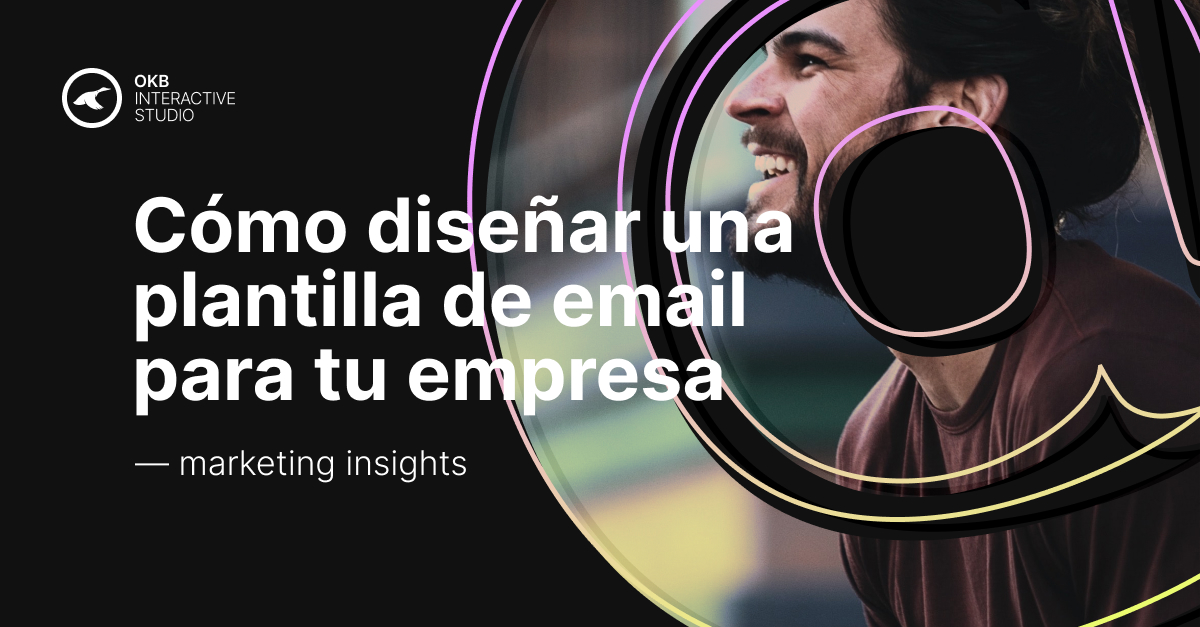 OKB
INTERACTIVE
STUDIO
Cómo diseñar una
plantilla de email
para tu empresa
— marketing insights